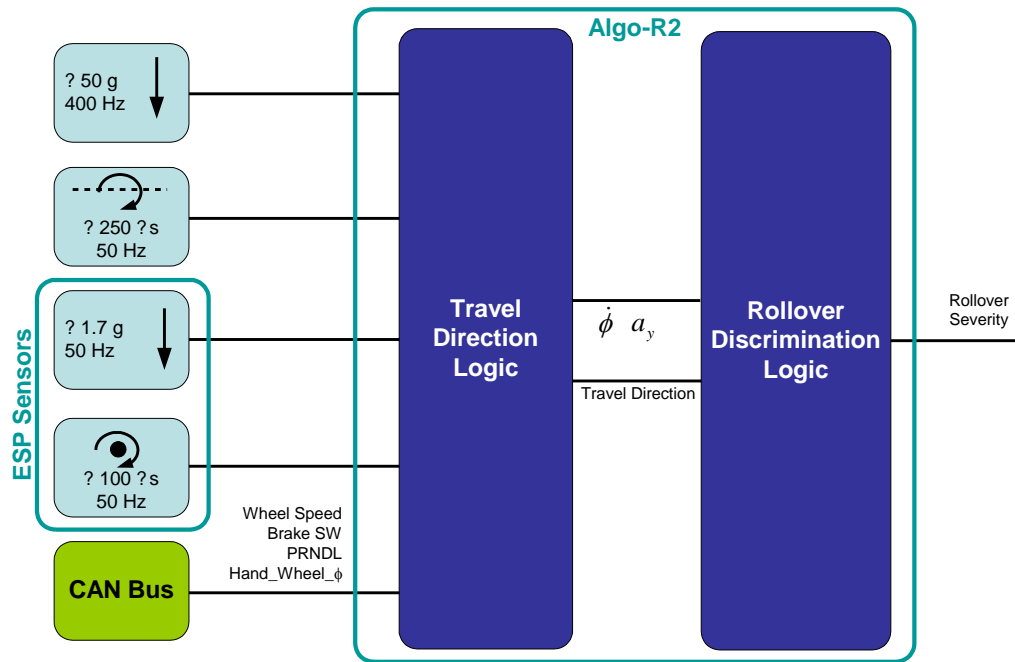 Algo-R2
? 50 g
400 Hz
? 250 ?s
50 Hz
ESP Sensors
? 1.7 g
50 Hz
? 100 ?s
50 Hz
CAN Bus
Wheel Speed
Brake SW
PRNDL
Hand_Wheel_ϕ
Travel
Direction
Logic
ϕ̇ a_y
Travel Direction
Rollover
Discrimination
Logic
Rollover
Severity